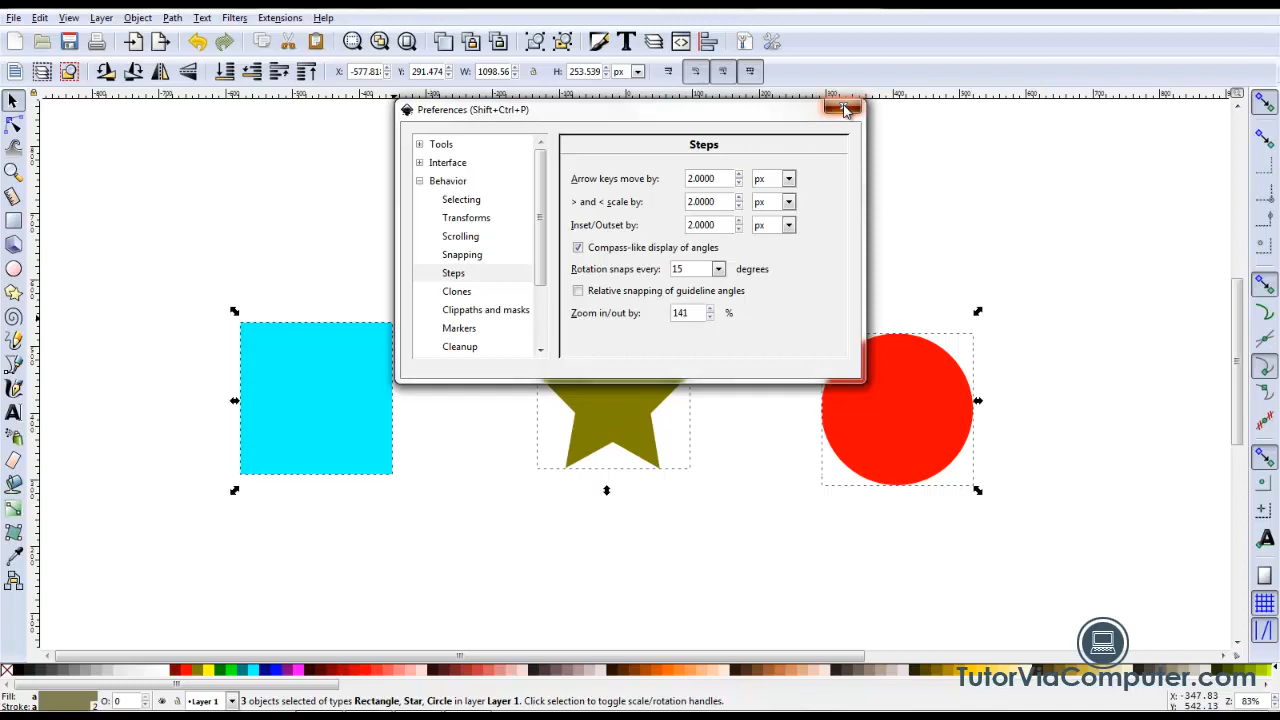 File Edit View Layer Object Path Text Filters Extensions Help
X: -577.81 Y: 291.474 W: 1098.56 H: 253.539 px
Preferences (Shift+Ctrl+P)
Tools
Interface
Behavior
Selecting
Transforms
Scrolling
Snapping
Steps
Clones
Clippaths and masks
Markers
Cleanup
Steps
Arrow keys move by: 2.0000 px
> and < scale by: 2.0000 px
Inset/Outset by: 2.0000 px
Compass-like display of angles
Rotation snaps every: 15 degrees
Relative snapping of guideline angles
Zoom in/out by: 141 %
TutorViaComputer.com
Fill: a
Stroke: a 2
O: 0
Layer 1
3 objects selected of types Rectangle, Star, Circle in layer Layer 1. Click selection to toggle scale/rotation handles.
X: -347.83
Y: 542.13
Z: 83%